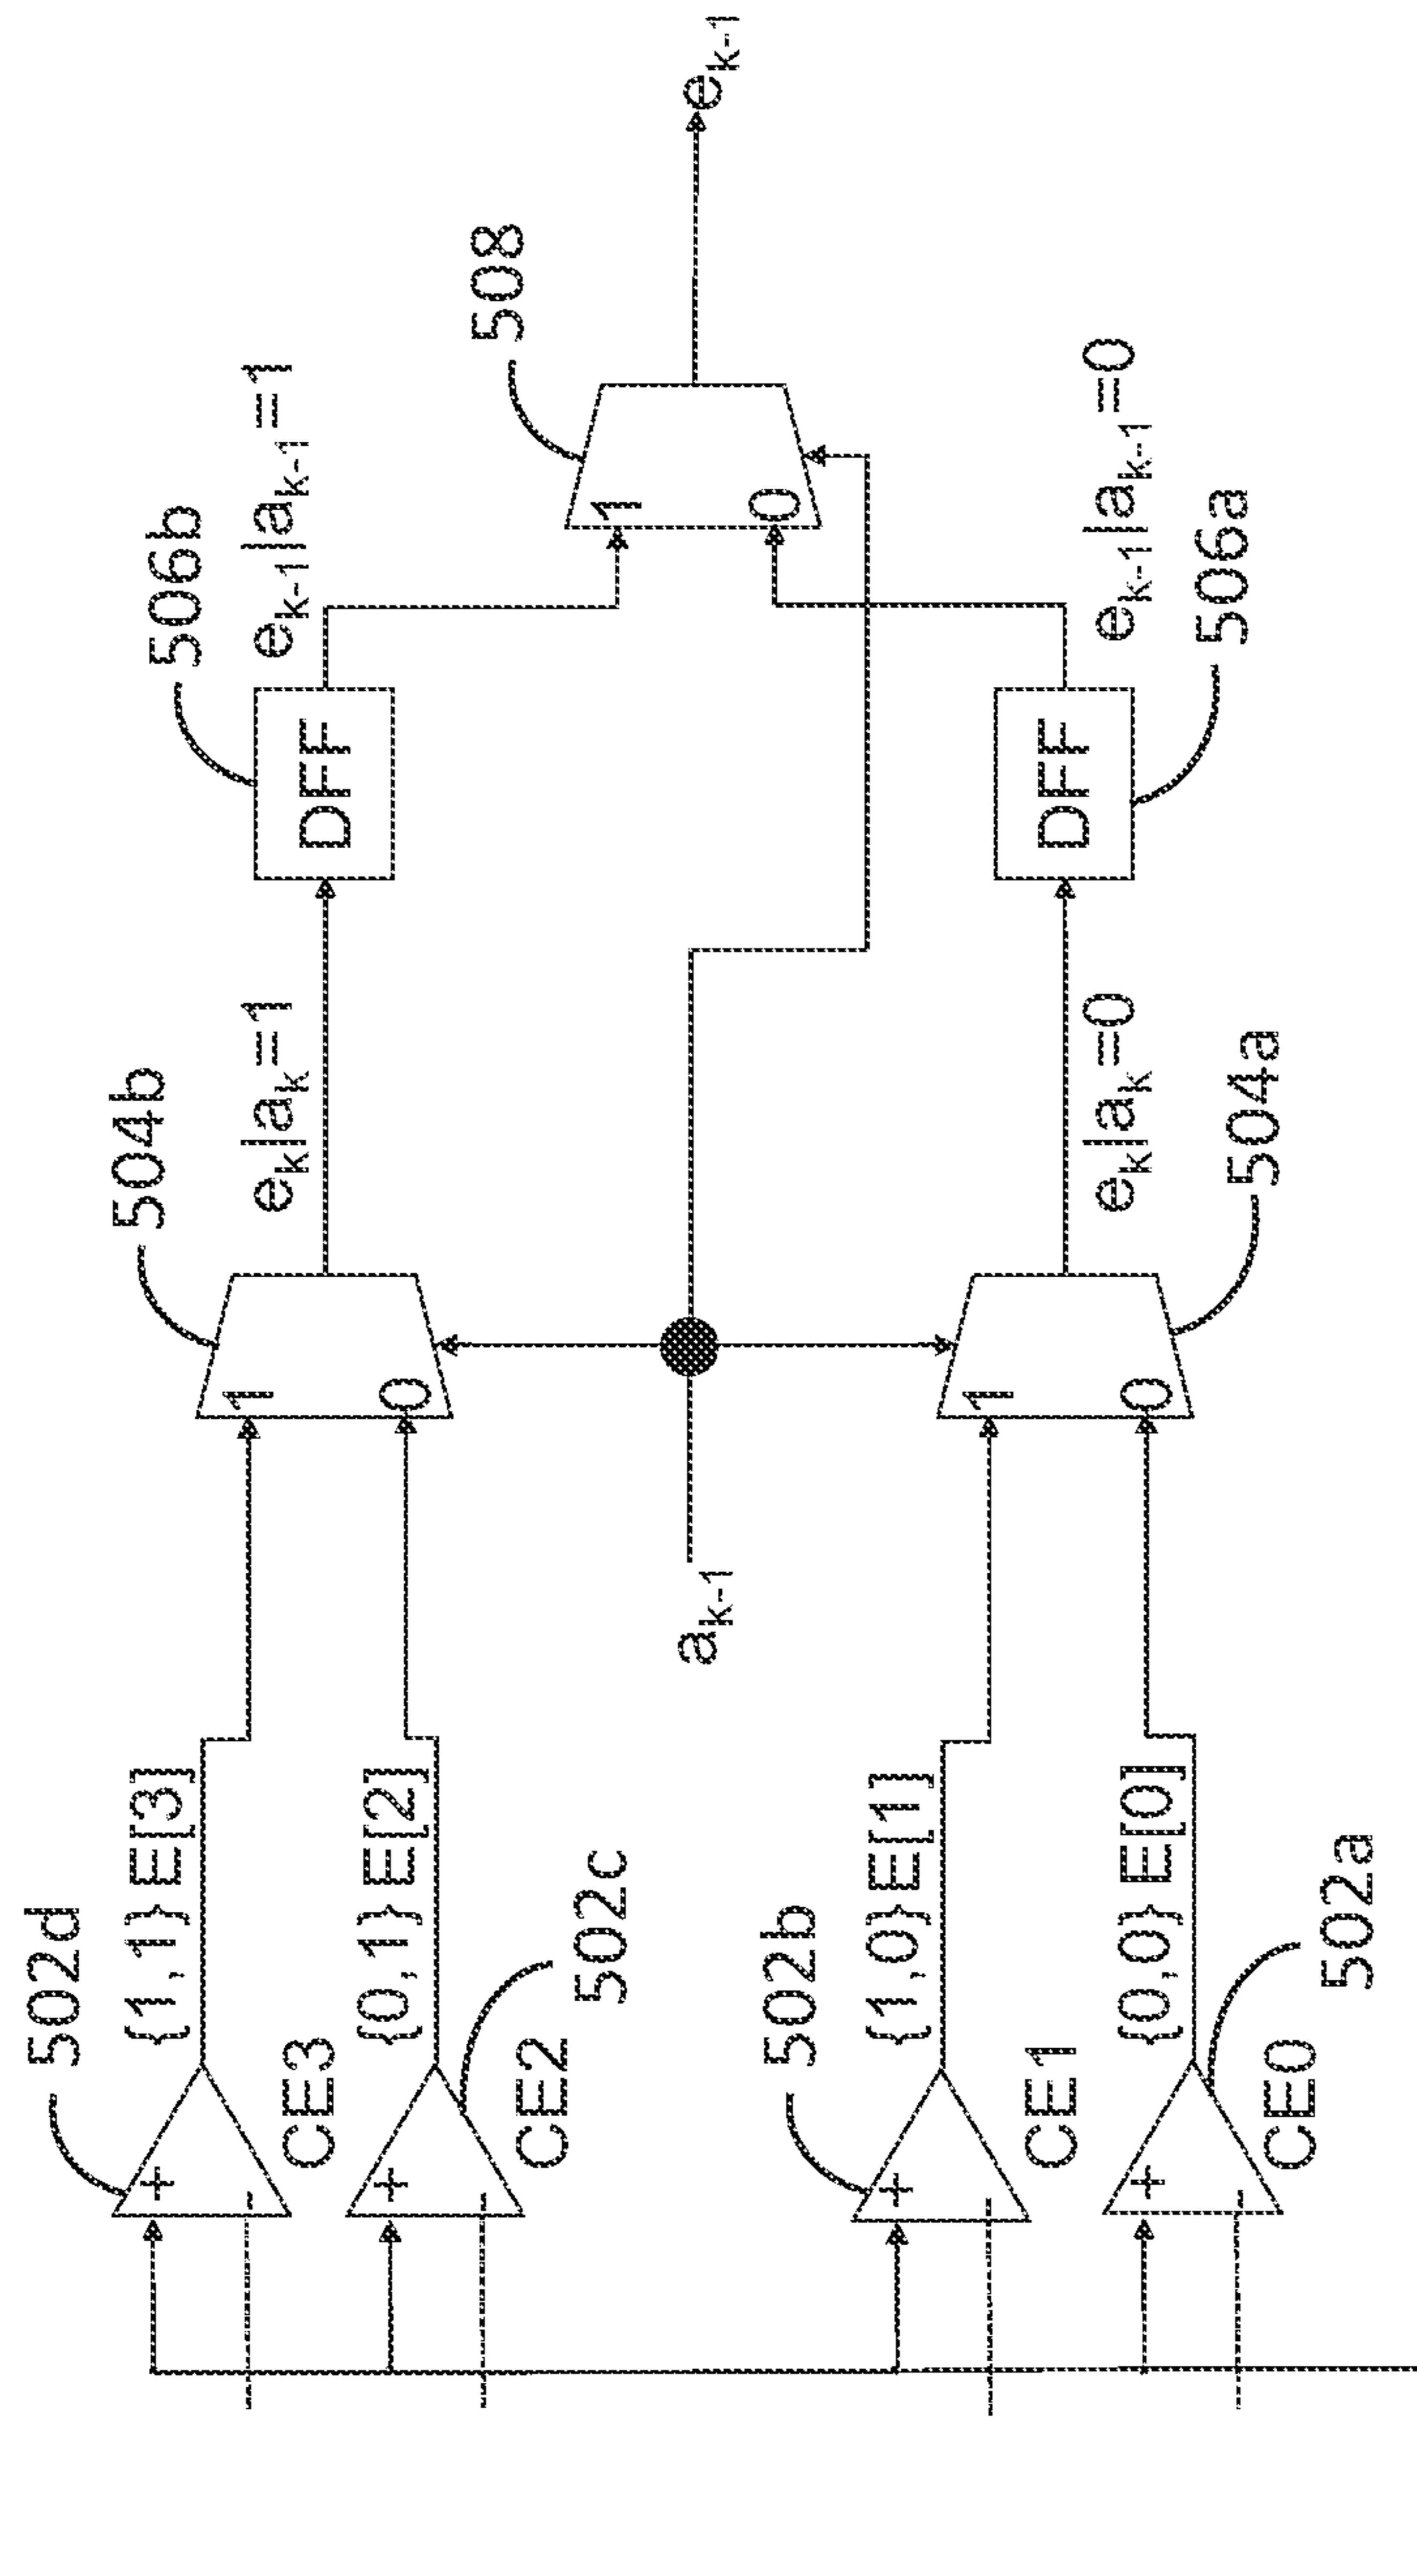 502d
{1,1} E[3]
+
-
CE3
504b
1
0
e_k|a_k=1
506b
DFF
e_{k-1}|a_{k-1}=1
{0,1} E[2]
+
-
CE2
502c
a_{k-1}
508
1
0
e_{k-1}
502b
{1,0} E[1]
+
-
CE1
1
0
504a
e_k|a_k=0
DFF
506a
e_{k-1}|a_{k-1}=0
{0,0} E[0]
+
-
CE0
502a